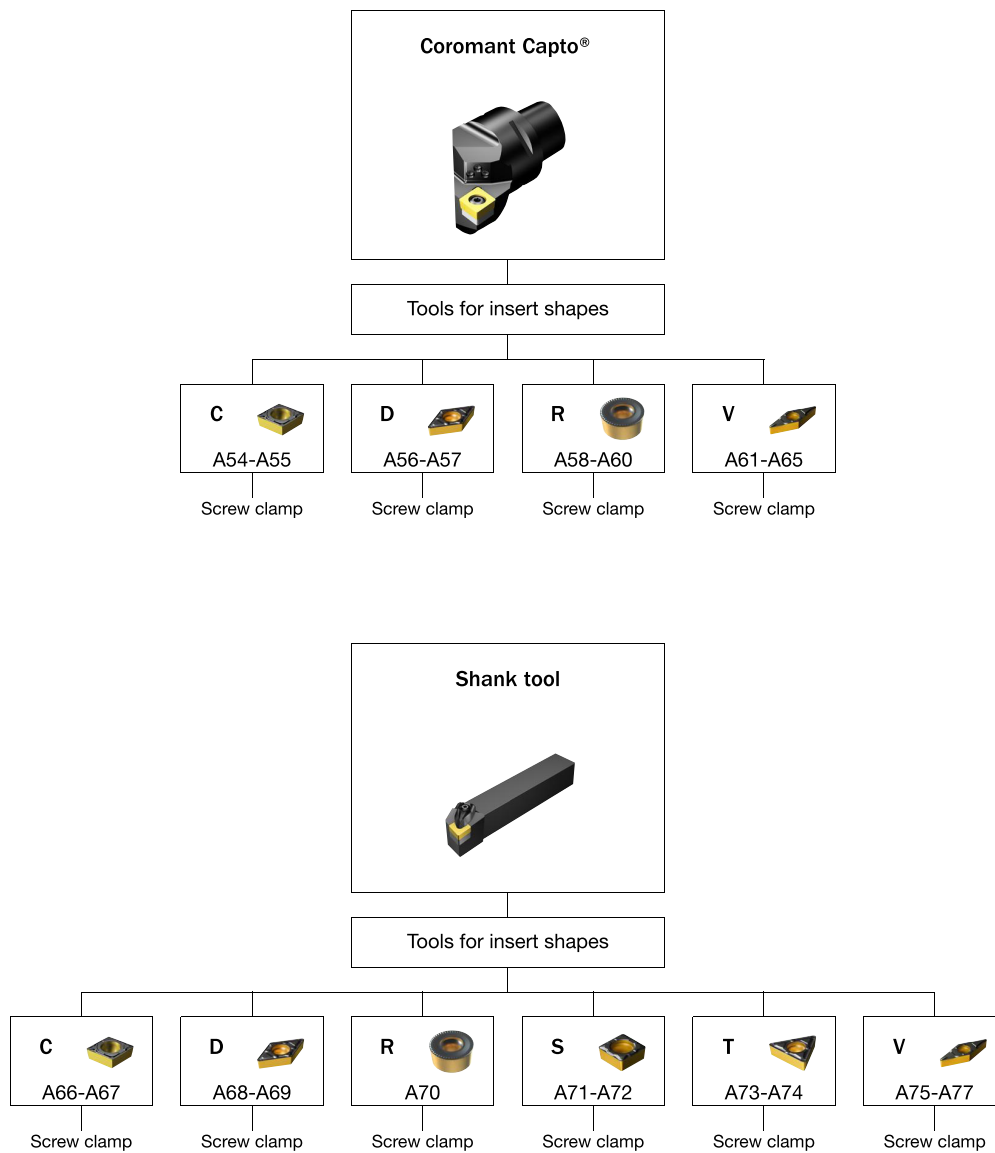 Coromant Capto®
Tools for insert shapes
C
D
R
V
A54-A55
A56-A57
A58-A60
A61-A65
Screw clamp
Screw clamp
Screw clamp
Screw clamp
Shank tool
Tools for insert shapes
C
D
R
S
T
V
A66-A67
A68-A69
A70
A71-A72
A73-A74
A75-A77
Screw clamp
Screw clamp
Screw clamp
Screw clamp
Screw clamp
Screw clamp